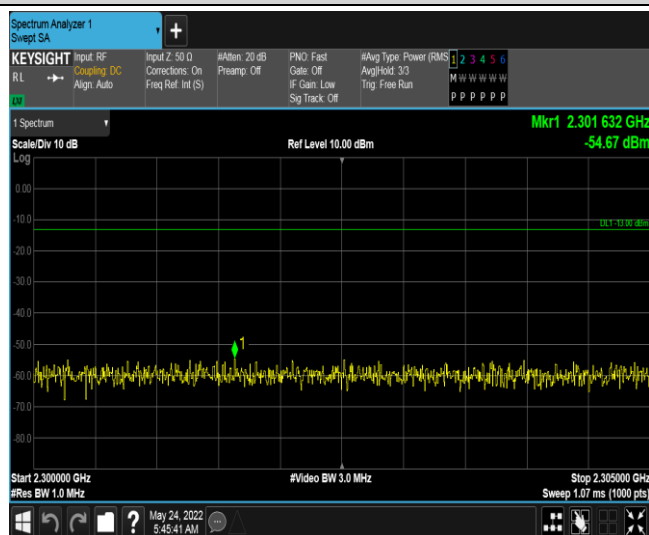 Spectrum Analyzer 1
Swept SA
+
KEYSIGHT
RL
LXI
Input: RF
Coupling: DC
Align: Auto
Input Z: 50 Ω
Corrections: On
Freq Ref: Int (S)
#Atten: 20 dB
Preamp: Off
PNO: Fast
Gate: Off
IF Gain: Low
Sig Track: Off
#Avg Type: Power (RMS
Avg|Hold: 3/3
Trig: Free Run
1 2 3 4 5 6
M W W W W W
P P P P P P
1 Spectrum
Mkr1 2.301 632 GHz
Scale/Div 10 dB
Ref Level 10.00 dBm
-54.67 dBm
Log
0.00
-10.0
DL1 -13.00 dBm
-20.0
-30.0
-40.0
-50.0
1
-60.0
-70.0
-80.0
Start 2.300000 GHz
#Video BW 3.0 MHz
Stop 2.305000 GHz
#Res BW 1.0 MHz
Sweep 1.07 ms (1000 pts)
?
May 24, 2022
5:45:41 AM